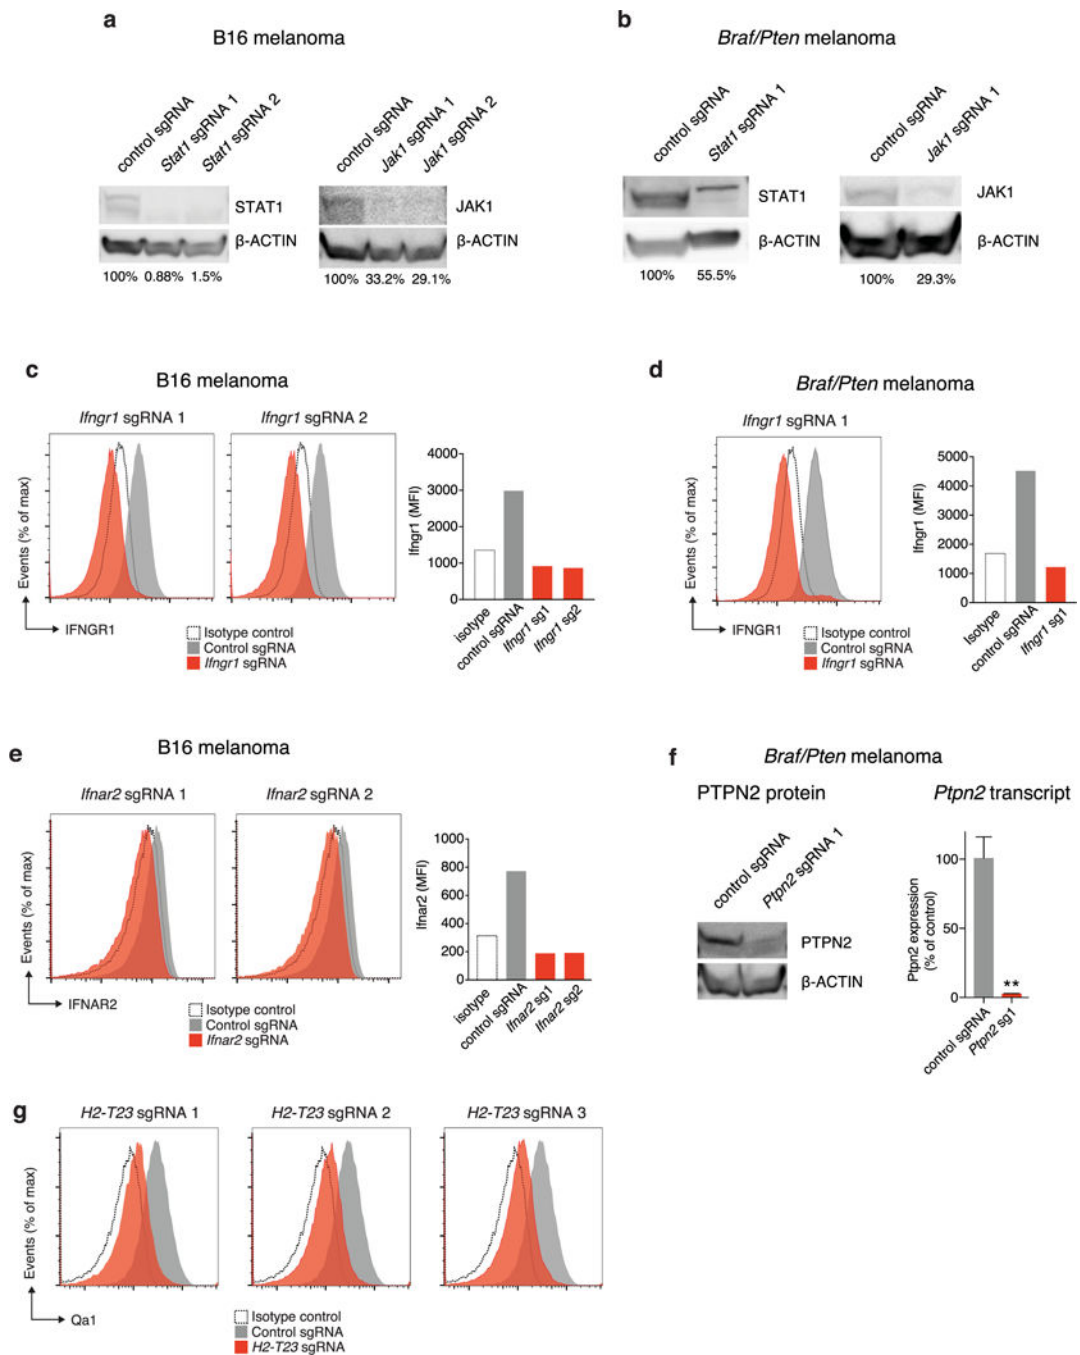 a
B16 melanoma
control sgRNA
Stat1 sgRNA 1
Stat1 sgRNA 2
STAT1
β-ACTIN
100% 0.88% 1.5%
control sgRNA
Jak1 sgRNA 1
Jak1 sgRNA 2
JAK1
β-ACTIN
100% 33.2% 29.1%
b
Braf/Pten melanoma
control sgRNA
Stat1 sgRNA 1
STAT1
β-ACTIN
100% 55.5%
control sgRNA
Jak1 sgRNA 1
JAK1
β-ACTIN
100% 29.3%
c
B16 melanoma
Ifngr1 sgRNA 1
Ifngr1 sgRNA 2
Events (% of max)
IFNGR1
Isotype control
Control sgRNA
Ifngr1 sgRNA
Ifngr1 (MFI)
4000
3000
2000
1000
0
Isotype
control sgRNA
Ifngr1 sg1
Ifngr1 sg2
d
Braf/Pten melanoma
Ifngr1 sgRNA 1
Events (% of max)
IFNGR1
Isotype control
Control sgRNA
Ifngr1 sgRNA
Ifngr1 (MFI)
5000
4000
3000
2000
1000
0
Isotype
control sgRNA
Ifngr1 sg1
e
B16 melanoma
Ifnar2 sgRNA 1
Ifnar2 sgRNA 2
Events (% of max)
IFNAR2
Isotype control
Control sgRNA
Ifnar2 sgRNA
Ifnar2 (MFI)
1000
800
600
400
200
0
Isotype
control sgRNA
Ifnar2 sg1
Ifnar2 sg2
f
Braf/Pten melanoma
PTPN2 protein
control sgRNA
Ptpn2 sgRNA 1
PTPN2
β-ACTIN
Ptpn2 transcript
Ptpn2 expression
(% of control)
100
50
0
**
control sgRNA
Ptpn2 sg1
g
H2-T23 sgRNA 1
H2-T23 sgRNA 2
H2-T23 sgRNA 3
Events (% of max)
Qa1
Isotype control
Control sgRNA
H2-T23 sgRNA